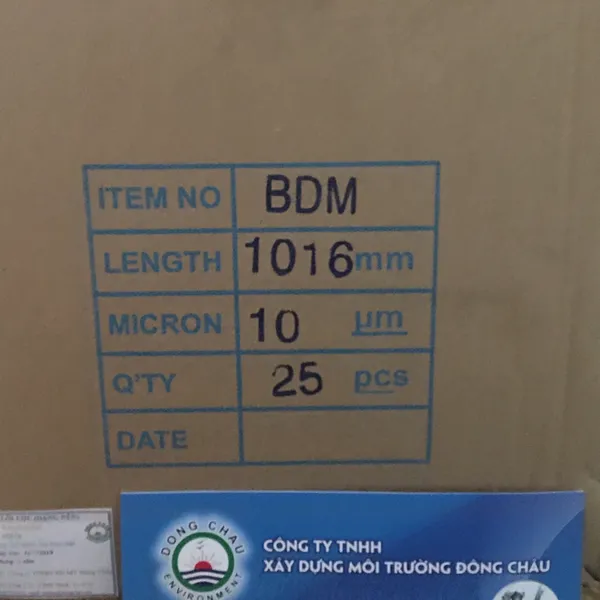 ITEM NO BDM
LENGTH 1016mm
MICRON 10 µm
Q'TY 25 pcs
DATE
DONG CHAU
ENVIRONMENT
CÔNG TY TNHH
XÂY DỰNG MÔI TRƯỜNG ĐÔNG CHÂU